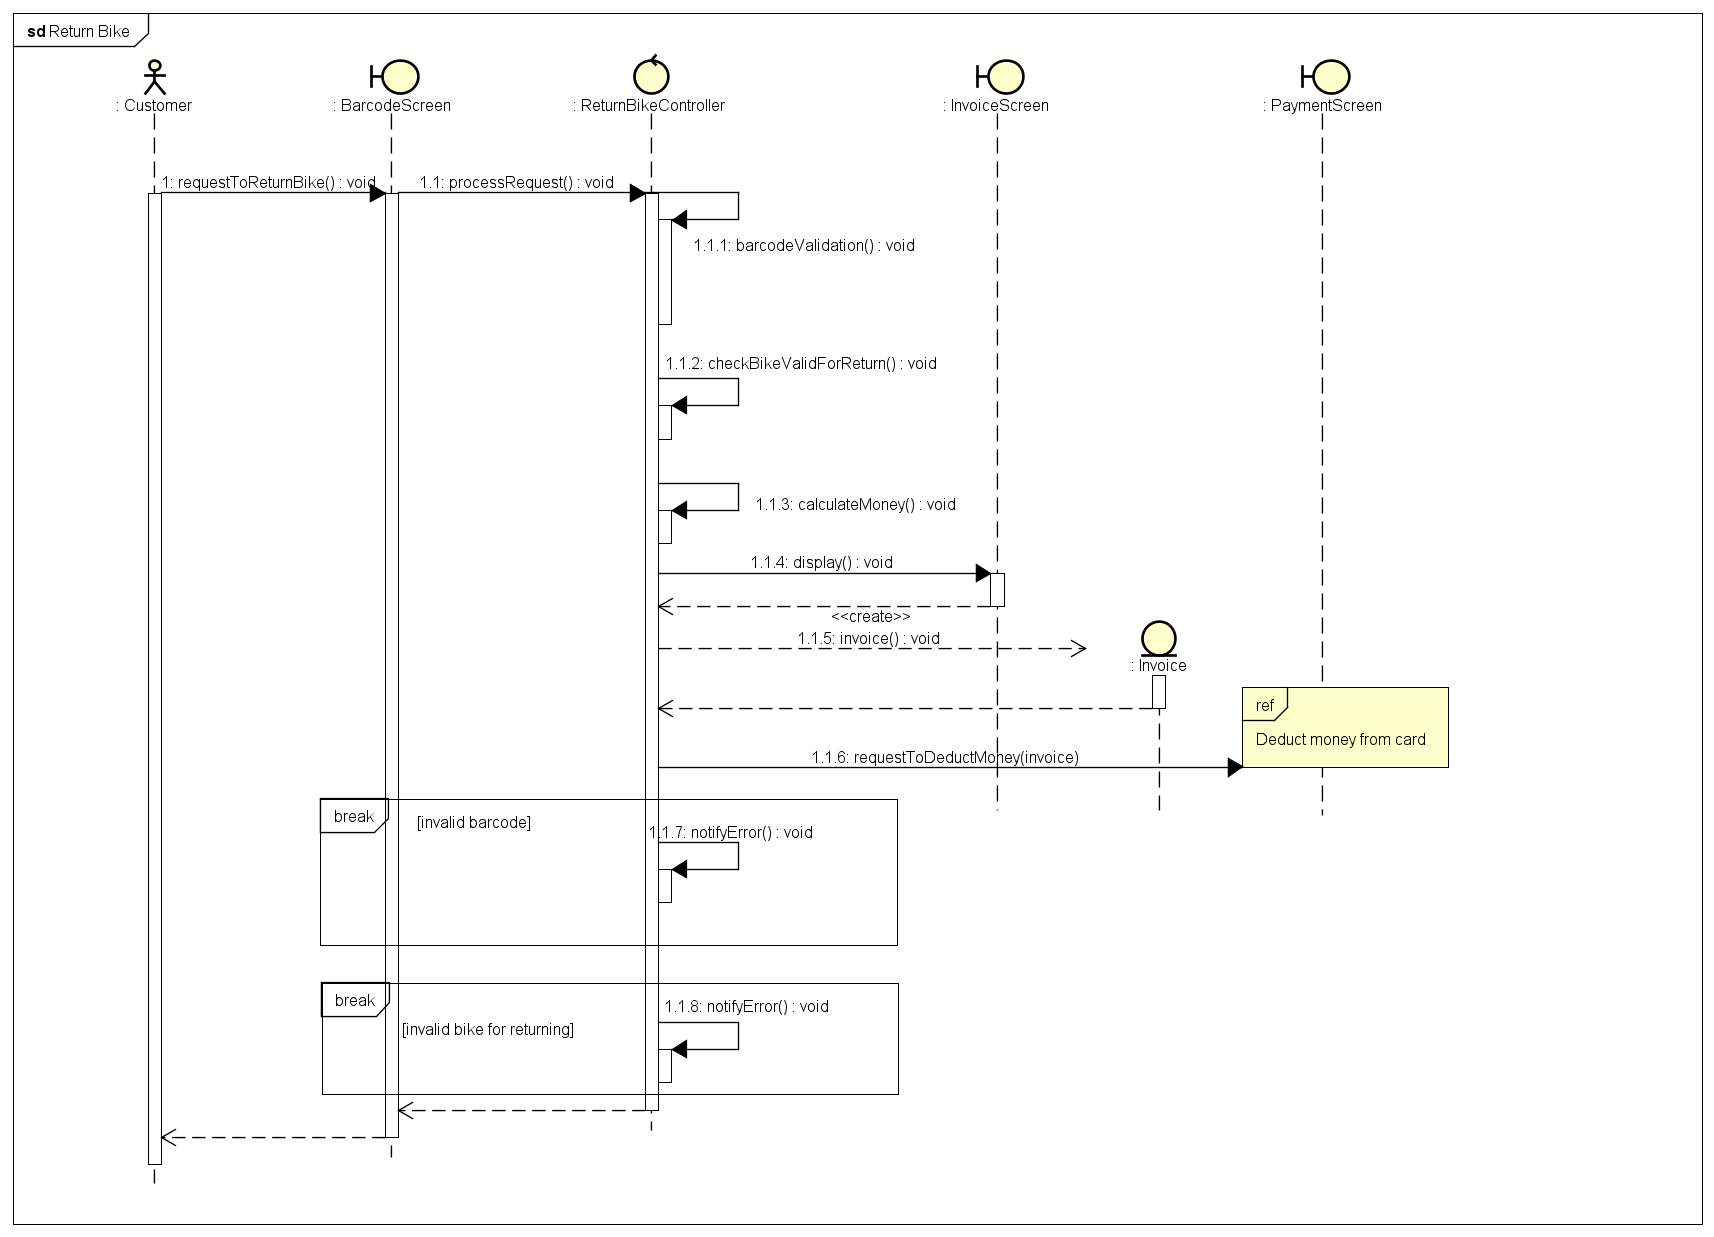 sd Return Bike
: Customer
: BarcodeScreen
: ReturnBikeController
: InvoiceScreen
: PaymentScreen
1: requestToReturnBike() : void
1.1: processRequest() : void
1.1.1: barcodeValidation() : void
1.1.2: checkBikeValidForReturn() : void
1.1.3: calculateMoney() : void
1.1.4: display() : void
<<create>>
1.1.5: invoice() : void
: Invoice
ref
Deduct money from card
1.1.6: requestToDeductMoney(invoice)
break
[invalid barcode]
1.1.7: notifyError() : void
break
1.1.8: notifyError() : void
[invalid bike for returning]